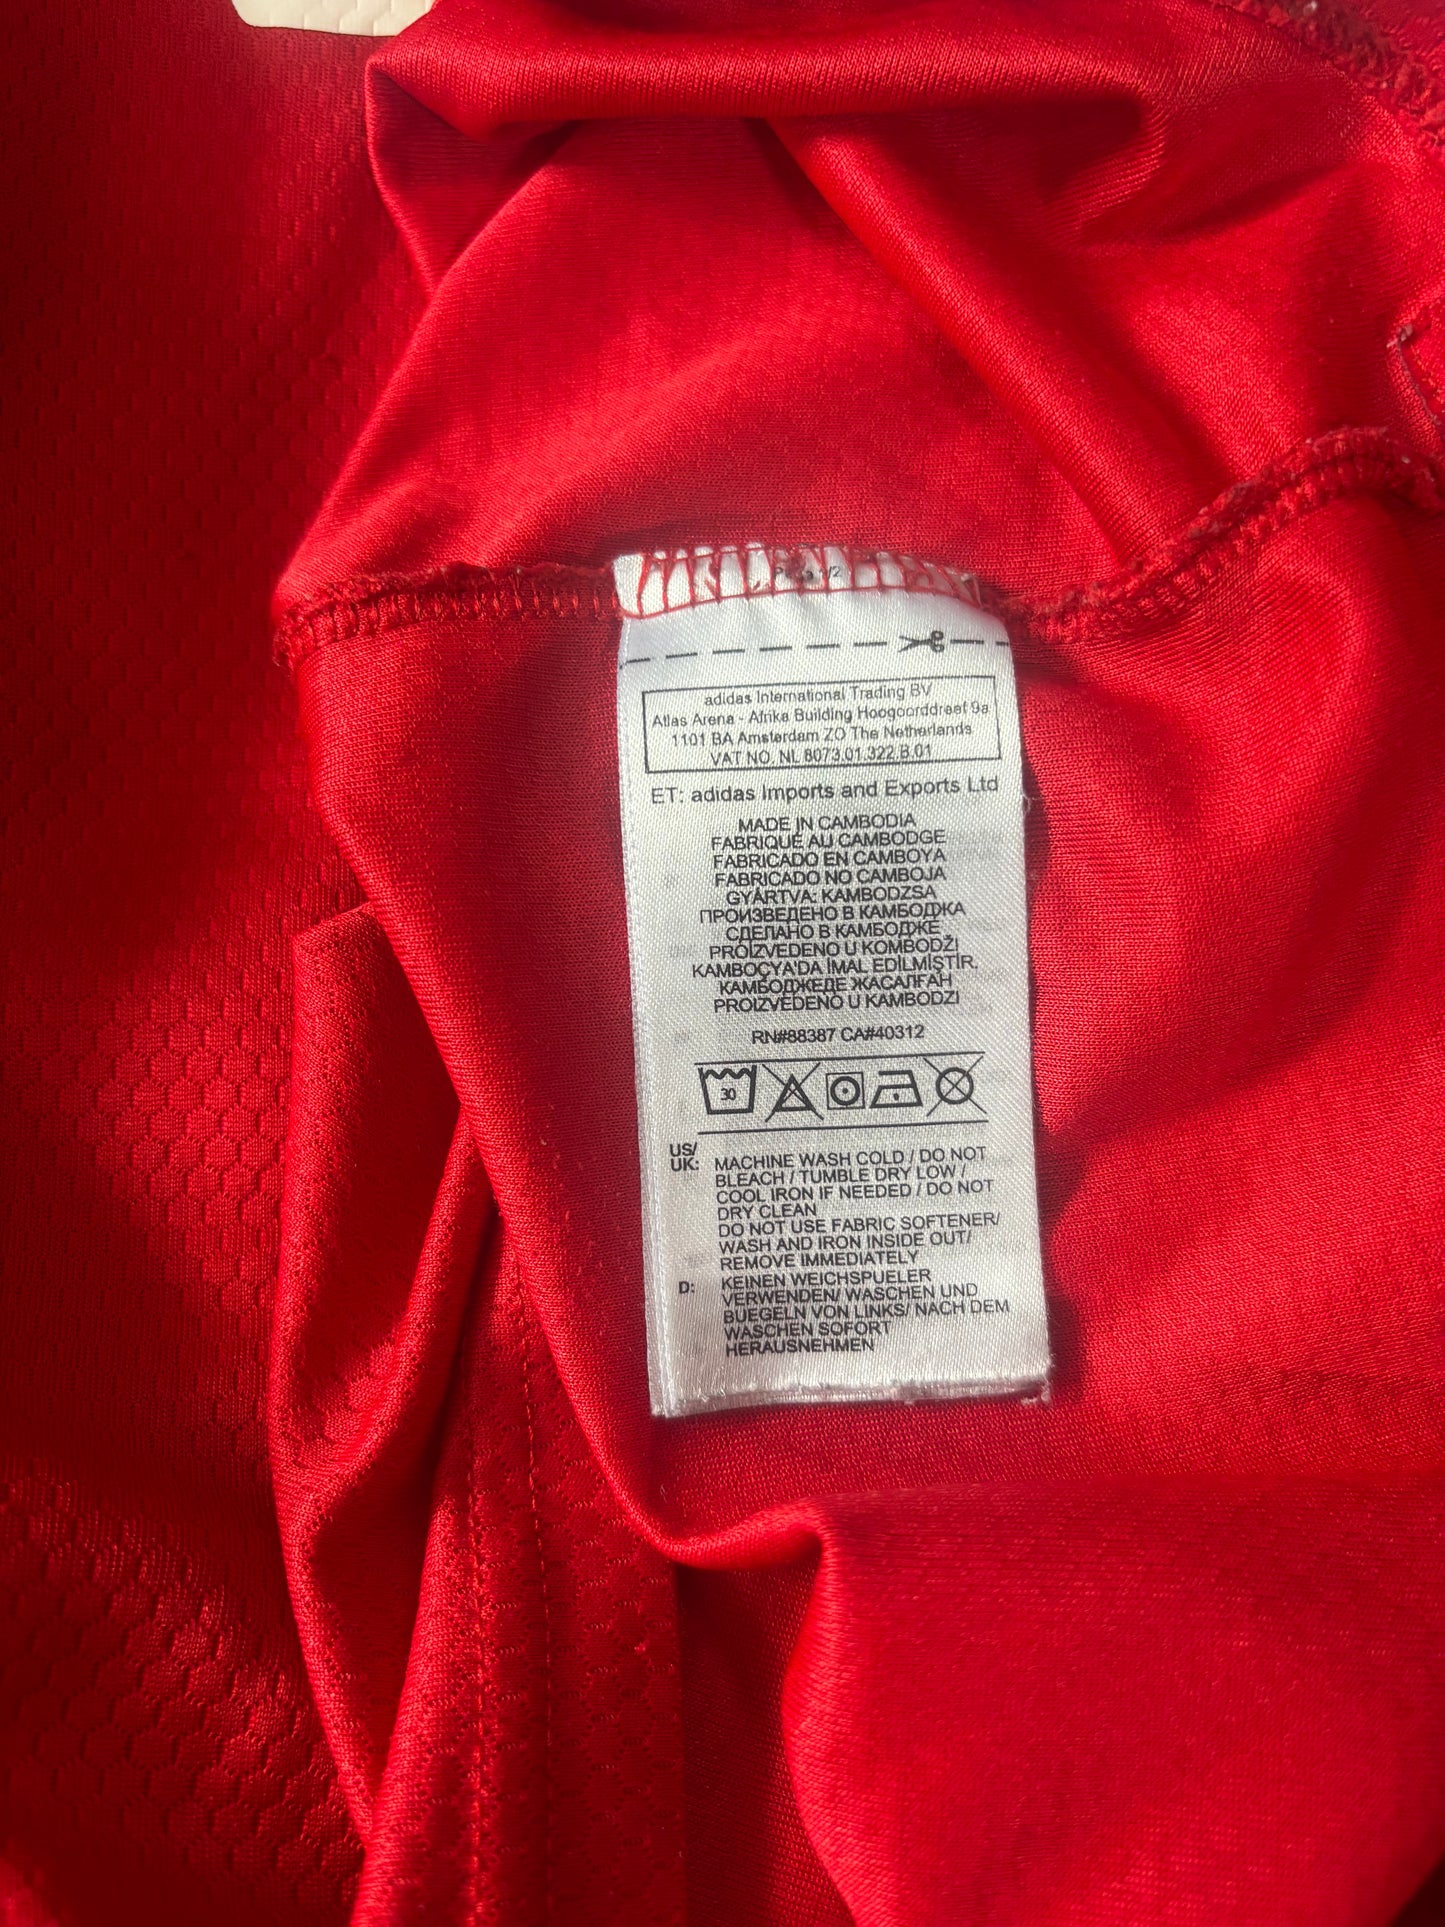 adidas International Trading BV
Atlas Arena - Afrika Building Hoogoorddreef 9a
1101 BA Amsterdam ZO The Netherlands
VAT NO. NL 8073.01.322.B.01
ET: adidas Imports and Exports Ltd
MADE IN CAMBODIA
FABRIQUÉ AU CAMBODGE
FABRICADO EN CAMBOYA
FABRICADO NO CAMBOJA
GYÁRTVA: KAMBODZSA
ПРОИЗВЕДЕНО В КАМБОДЖА
СДЕЛАНО В КАМБОДЖЕ
PROIZVEDENO U KOMBODŽI
KAMBOÇYA'DA İMAL EDİLMİŞTİR.
КАМБОДЖЕДЕ ЖАСАЛҒАН
PROIZVEDENO U KAMBODZI
RN#88387 CA#40312
30
US/
UK: MACHINE WASH COLD / DO NOT
BLEACH / TUMBLE DRY LOW /
COOL IRON IF NEEDED / DO NOT
DRY CLEAN
DO NOT USE FABRIC SOFTENER/
WASH AND IRON INSIDE OUT/
REMOVE IMMEDIATELY
D: KEINEN WEICHSPUELER
VERWENDEN/ WASCHEN UND
BUEGELN VON LINKS/ NACH DEM
WASCHEN SOFORT
HERAUSNEHMEN